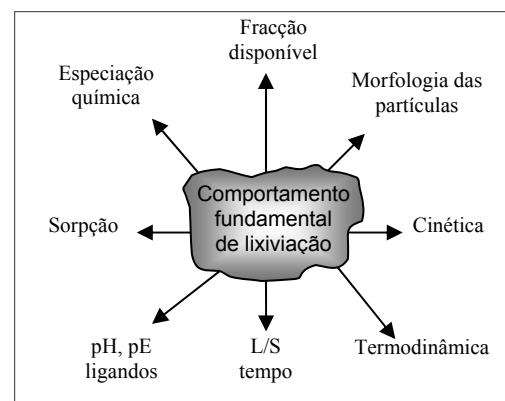 Fracção
disponível
Especiação
química
Morfologia das
partículas
Comportamento
fundamental
de lixiviação
Sorpção
Cinética
pH, pE
ligandos
L/S
tempo
Termodinâmica